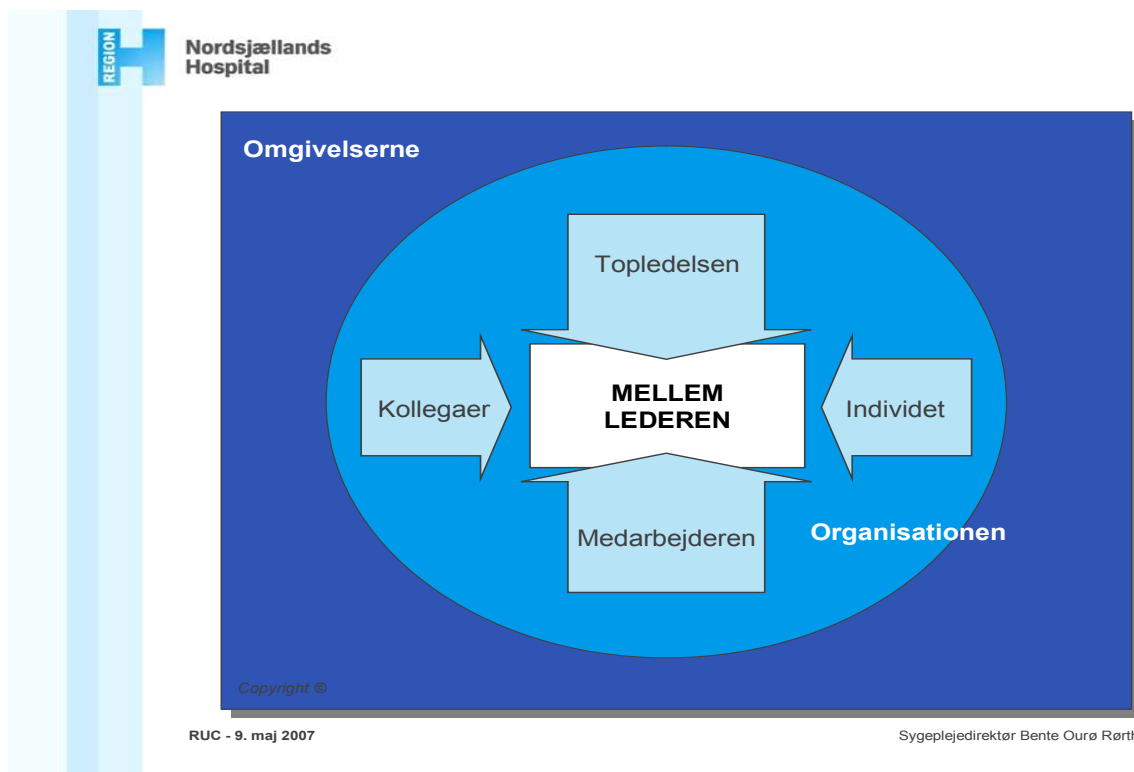 REGION
Nordsjællands
Hospital
Omgivelserne
Topledelsen
Kollegaer
MELLEM
LEDEREN
Individet
Medarbejderen
Organisationen
Copyright ©
RUC - 9. maj 2007
Sygeplejedirektør Bente Ourø Rørth